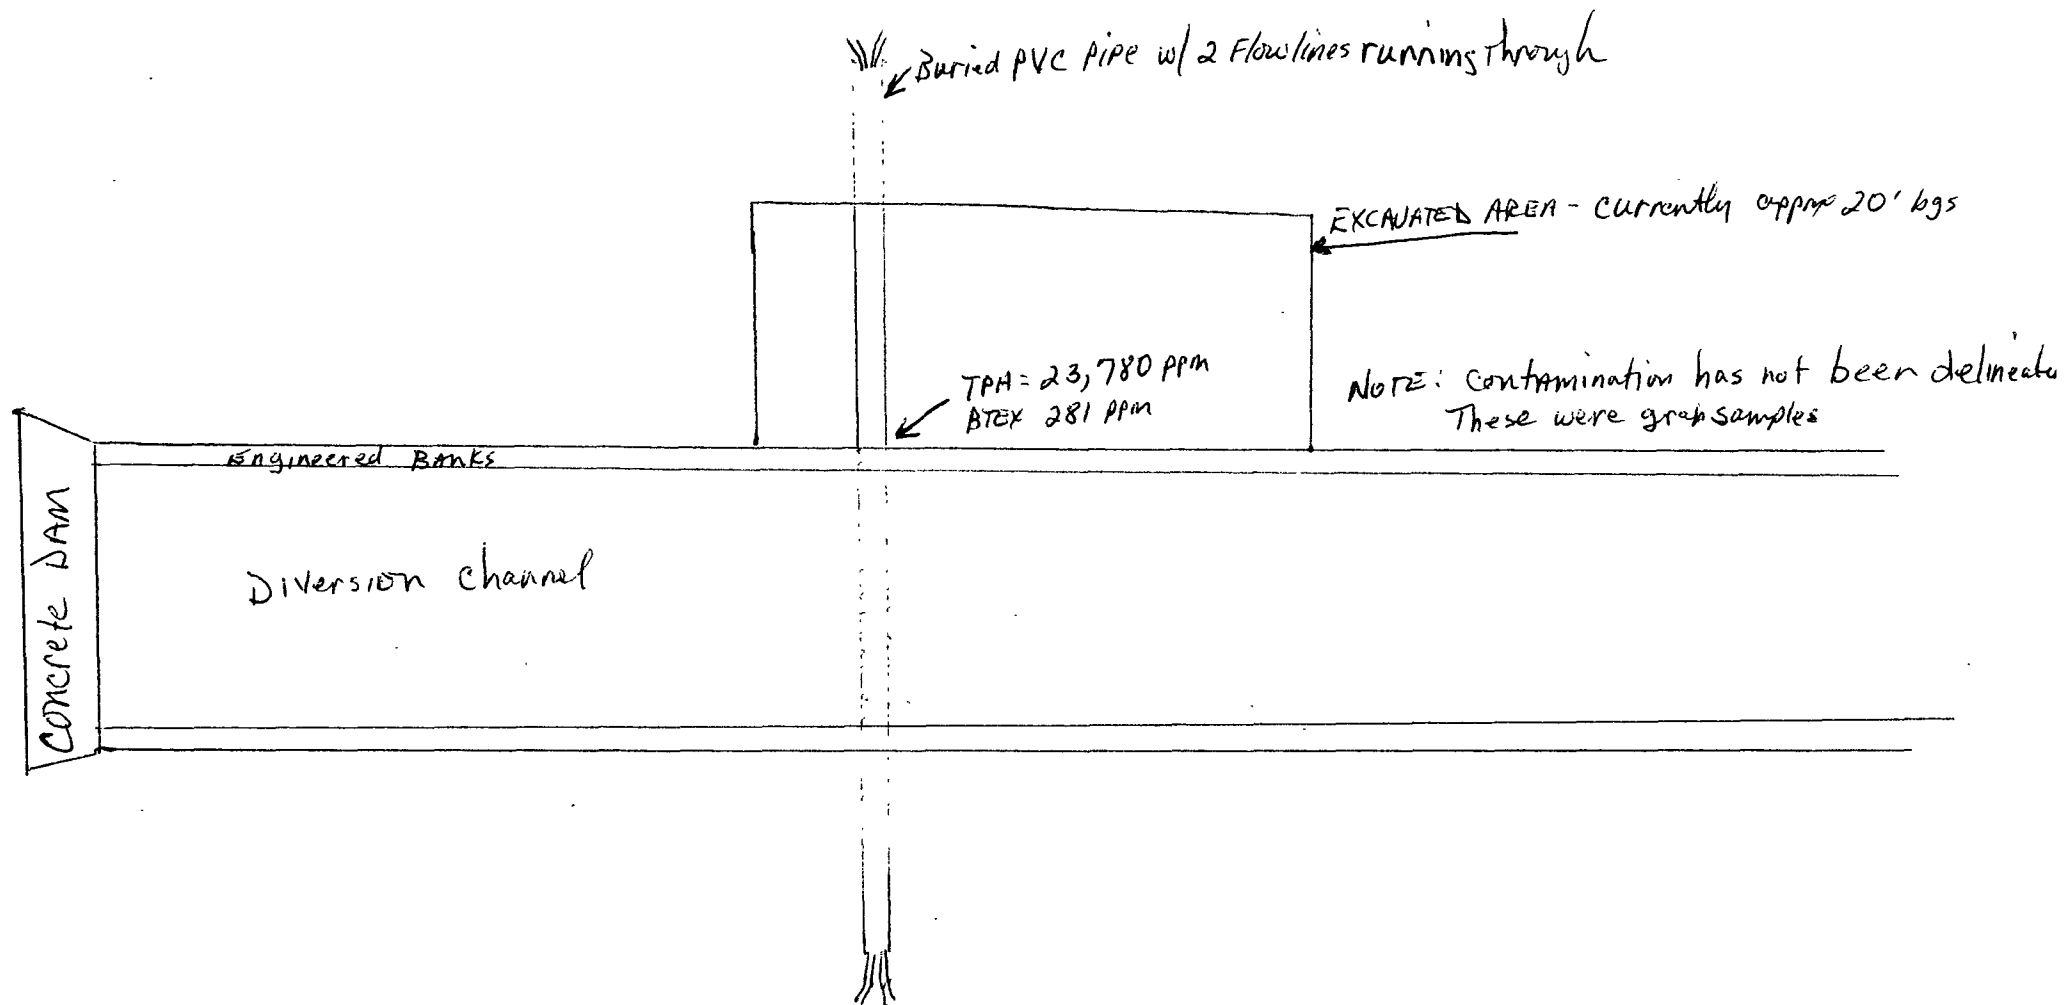 Buried PVC Pipe w/ 2 Flowlines running through
EXCAVATED AREA - currently approx 20' bgs
TPH = 23,780 ppm
BTEX 281 ppm
NOTE: Contamination has not been delineate
These were grab samples
Engineered BANKS
Concrete DAM
Diversion channel